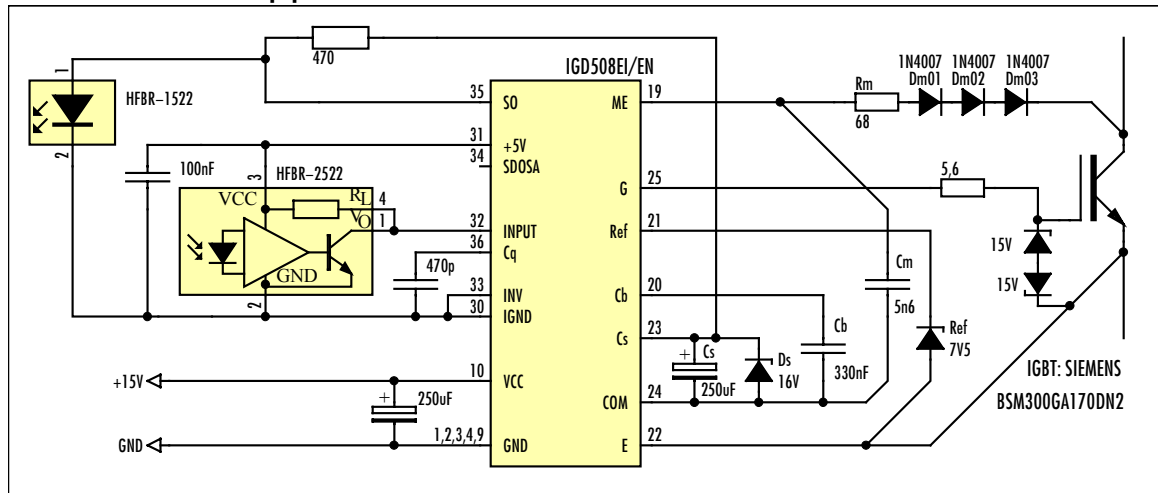 470
IGD508EI/EN
1N4007 1N4007 1N4007
Dm01 Dm02 Dm03
1
HFBR–1522
2
35 SO
ME 19
Rm
68
31 +5V
34 SDOSA
100nF
3
HFBR–2522
VCC
RL 4
VO 1
GND
2
G 25
5,6
32 INPUT
Ref 21
36 Cq
470p
15V
15V
Cm
5n6
33 INV
30 IGND
Cb 20
Cb
330nF
Cs 23
+ Cs
250uF
Ds
16V
Ref
7V5
+15V
10 VCC
+
250uF
COM 24
IGBT: SIEMENS
BSM300GA170DN2
GND
1,2,3,4,9 GND
E 22